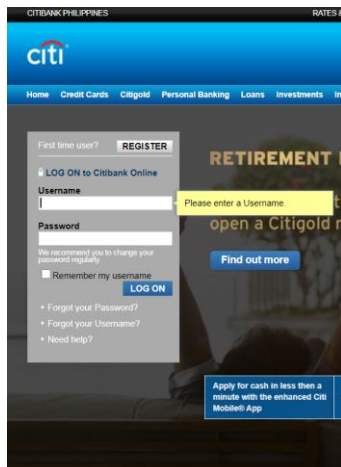 CITIBANK PHILIPPINES
RATES &
citi
Home Credit Cards Citigold Personal Banking Loans Investments
First time user? REGISTER
LOG ON to Citibank Online
Username
Please enter a Username.
Password
We recommend you to change your
password regularly.
Remember my username
LOG ON
Forgot your Password?
Forgot your Username?
Need help?
RETIREMENT
open a Citigold
Find out more
Apply for cash in less then a
minute with the enhanced Citi
Mobile® App